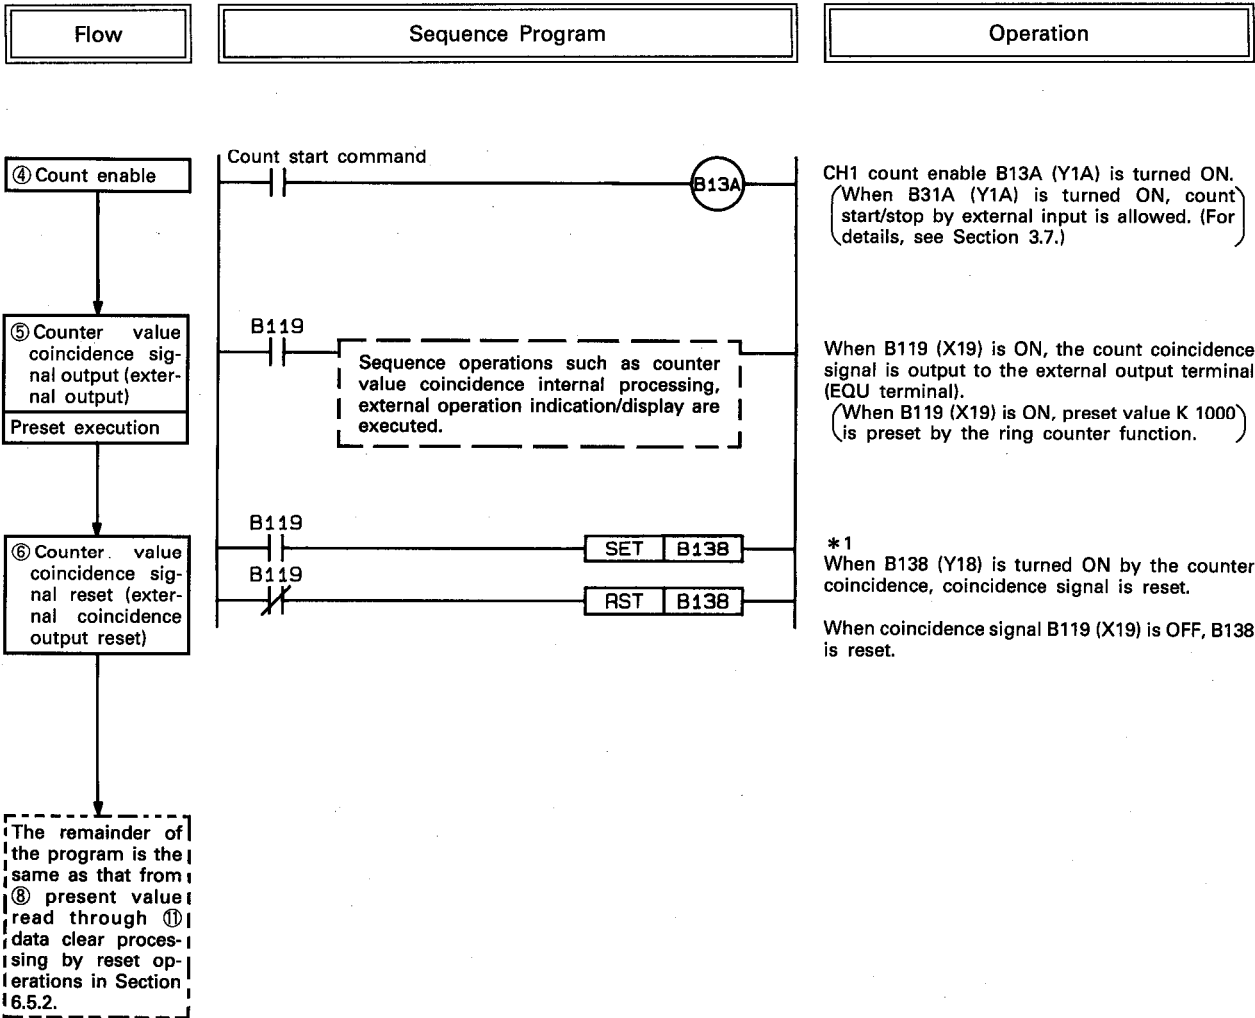 Flow
Sequence Program
Operation
④ Count enable
Count start command
B13A
CH1 count enable B13A (Y1A) is turned ON.
(When B31A (Y1A) is turned ON, count
start/stop by external input is allowed. (For
details, see Section 3.7.))
⑤ Counter value
coincidence sig-
nal output (exter-
nal output)
Preset execution
B119
Sequence operations such as counter
value coincidence internal processing,
external operation indication/display are
executed.
When B119 (X19) is ON, the count coincidence
signal is output to the external output terminal
(EQU terminal).
(When B119 (X19) is ON, preset value K 1000
is preset by the ring counter function.)
⑥ Counter value
coincidence sig-
nal reset (exter-
nal coincidence
output reset)
B119
SET B138
B119
RST B138
*1
When B138 (Y18) is turned ON by the counter
coincidence, coincidence signal is reset.
When coincidence signal B119 (X19) is OFF, B138
is reset.
The remainder of
the program is the
same as that from
⑧ present value
read through ⑪
data clear proces-
sing by reset op-
erations in Section
6.5.2.